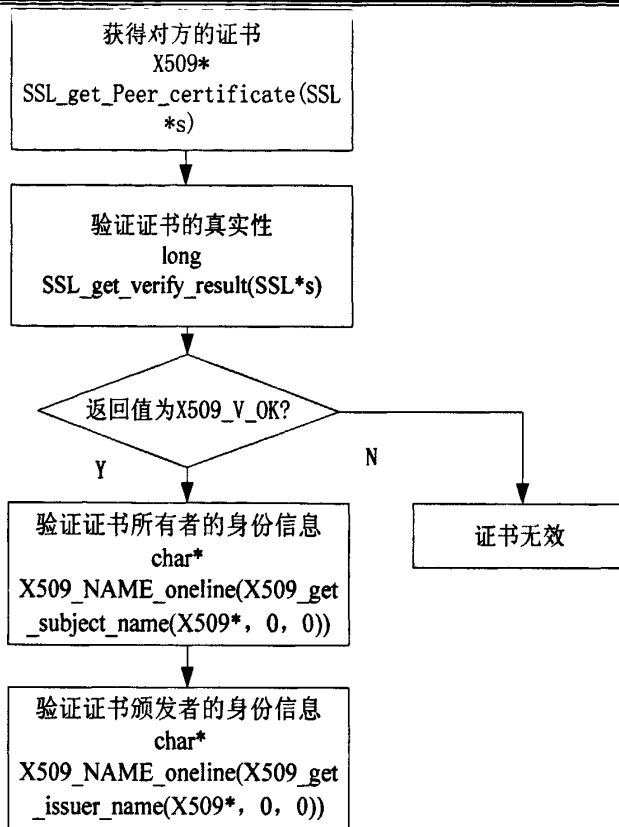 获得对方的证书
X509*
SSL_get_Peer_certificate(SSL
*s)
验证证书的真实性
long
SSL_get_verify_result(SSL*s)
返回值为X509_V_OK?
Y
N
验证证书所有者的身份信息
char*
X509_NAME_oneline(X509_get
_subject_name(X509*，0，0))
证书无效
验证证书颁发者的身份信息
char*
X509_NAME_oneline(X509_get
_issuer_name(X509*，0，0))